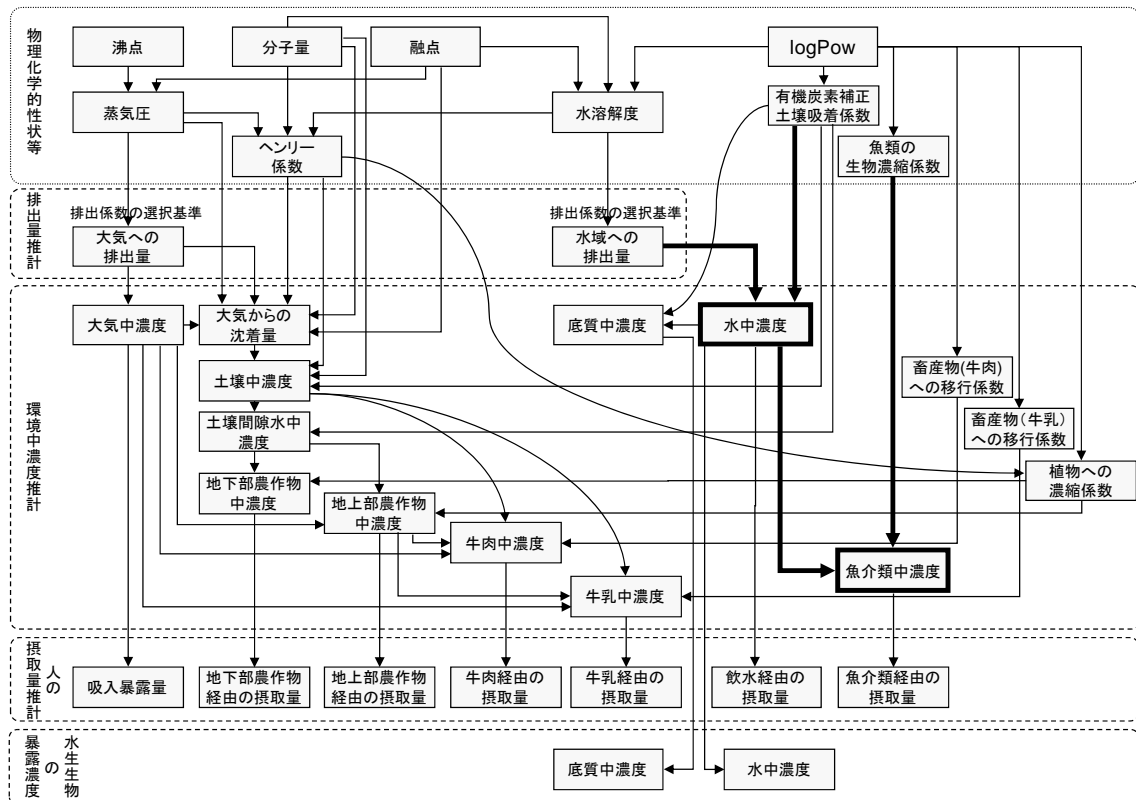 物理化学的性状等
沸点
分子量
融点
logPow
蒸気圧
水溶解度
有機炭素補正
土壌吸着係数
ヘンリー
係数
魚類の
生物濃縮係数
排出量推計
排出係数の選択基準
大気への
排出量
排出係数の選択基準
水域への
排出量
環境中濃度推計
大気中濃度
大気からの
沈着量
底質中濃度
水中濃度
土壌中濃度
畜産物(牛肉)
への移行係数
土壌間隙水中
濃度
畜産物(牛乳)
への移行係数
地下部農作物
中濃度
植物への
濃縮係数
地上部農作物
中濃度
牛肉中濃度
魚介類中濃度
牛乳中濃度
人の
摂取量推計
吸入暴露量
地下部農作物
経由の摂取量
地上部農作物
経由の摂取量
牛肉経由の
摂取量
牛乳経由の
摂取量
飲水経由の
摂取量
魚介類経由の
摂取量
水生生物
の
暴露濃度
底質中濃度
水中濃度